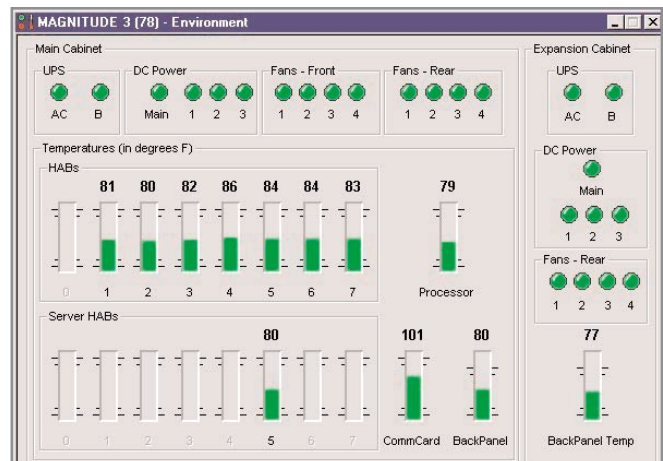 MAGNITUDE 3 (78) - Environment
Main Cabinet
UPS
AC B
DC Power
Main 1 2 3
Fans - Front
1 2 3 4
Fans - Rear
1 2 3 4
Temperatures (in degrees F)
HABs
81 80 82 86 84 84 83
0 1 2 3 4 5 6 7
79
Processor
Server HABs
80
0 1 2 3 4 5 6 7
101 80
CommCard BackPanel
Expansion Cabinet
UPS
AC B
DC Power
Main
1 2 3
Fans - Rear
1 2 3 4
77
BackPanel Temp